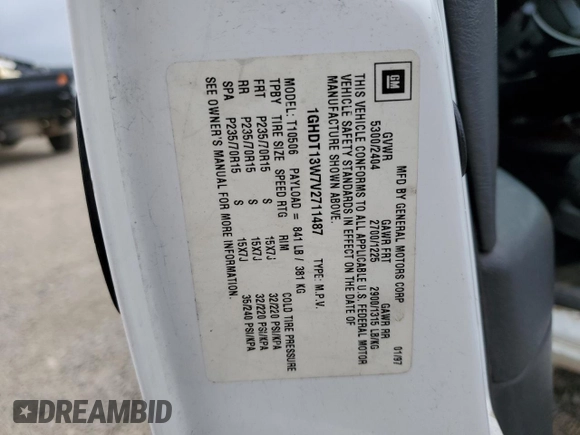 GM
MFD BY GENERAL MOTORS CORP 01/97
GVWR GAWR FRT GAWR RR
5300/2404 2700/1225 2900/1315 LB/KG
THIS VEHICLE CONFORMS TO ALL APPLICABLE U.S. FEDERAL MOTOR
VEHICLE SAFETY STANDARDS IN EFFECT ON THE DATE OF
MANUFACTURE SHOWN ABOVE.
1GHDT13W7V2711487 TYPE: M.P.V.
MODEL: T10506 PAYLOAD = 841 LB / 381 KG
TPBY TIRE SIZE SPEED RTG RIM COLD TIRE PRESSURE
FRT P235/70R15 S 15X7J 32/220 PSI/KPA
RR P235/70R15 S 15X7J 32/220 PSI/KPA
SPA P235/70R15 S 15X7J 35/240 PSI/KPA
SEE OWNER'S MANUAL FOR MORE INFORMATION.
DREAMBID